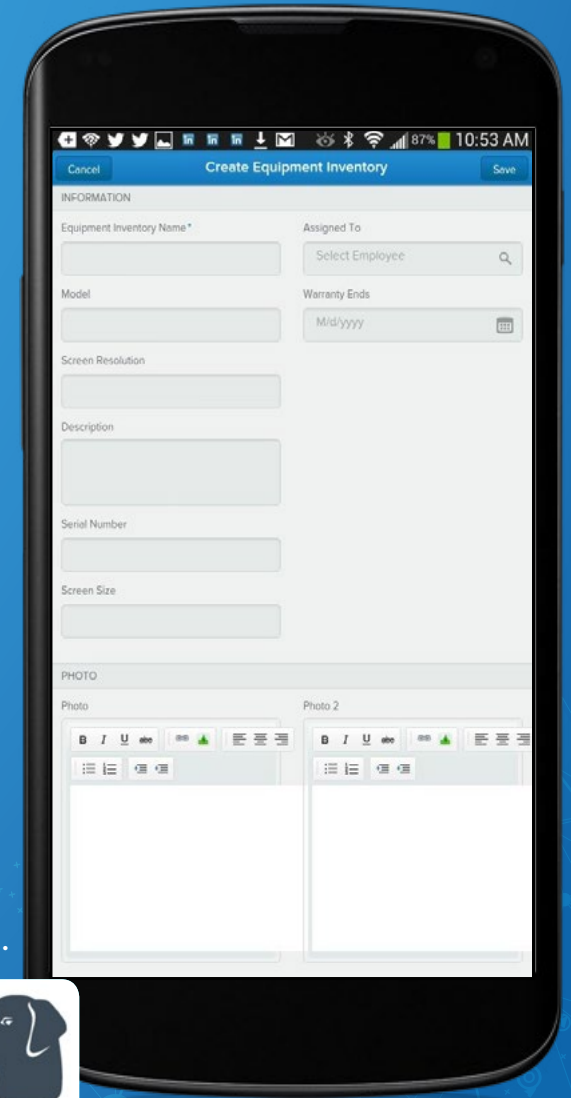 87% 10:53 AM
Cancel Create Equipment Inventory Save
INFORMATION
Equipment Inventory Name* Assigned To
Select Employee
Model Warranty Ends
M/d/yyyy
Screen Resolution
Description
Serial Number
Screen Size
PHOTO
Photo Photo 2
B I U abc B I U abc